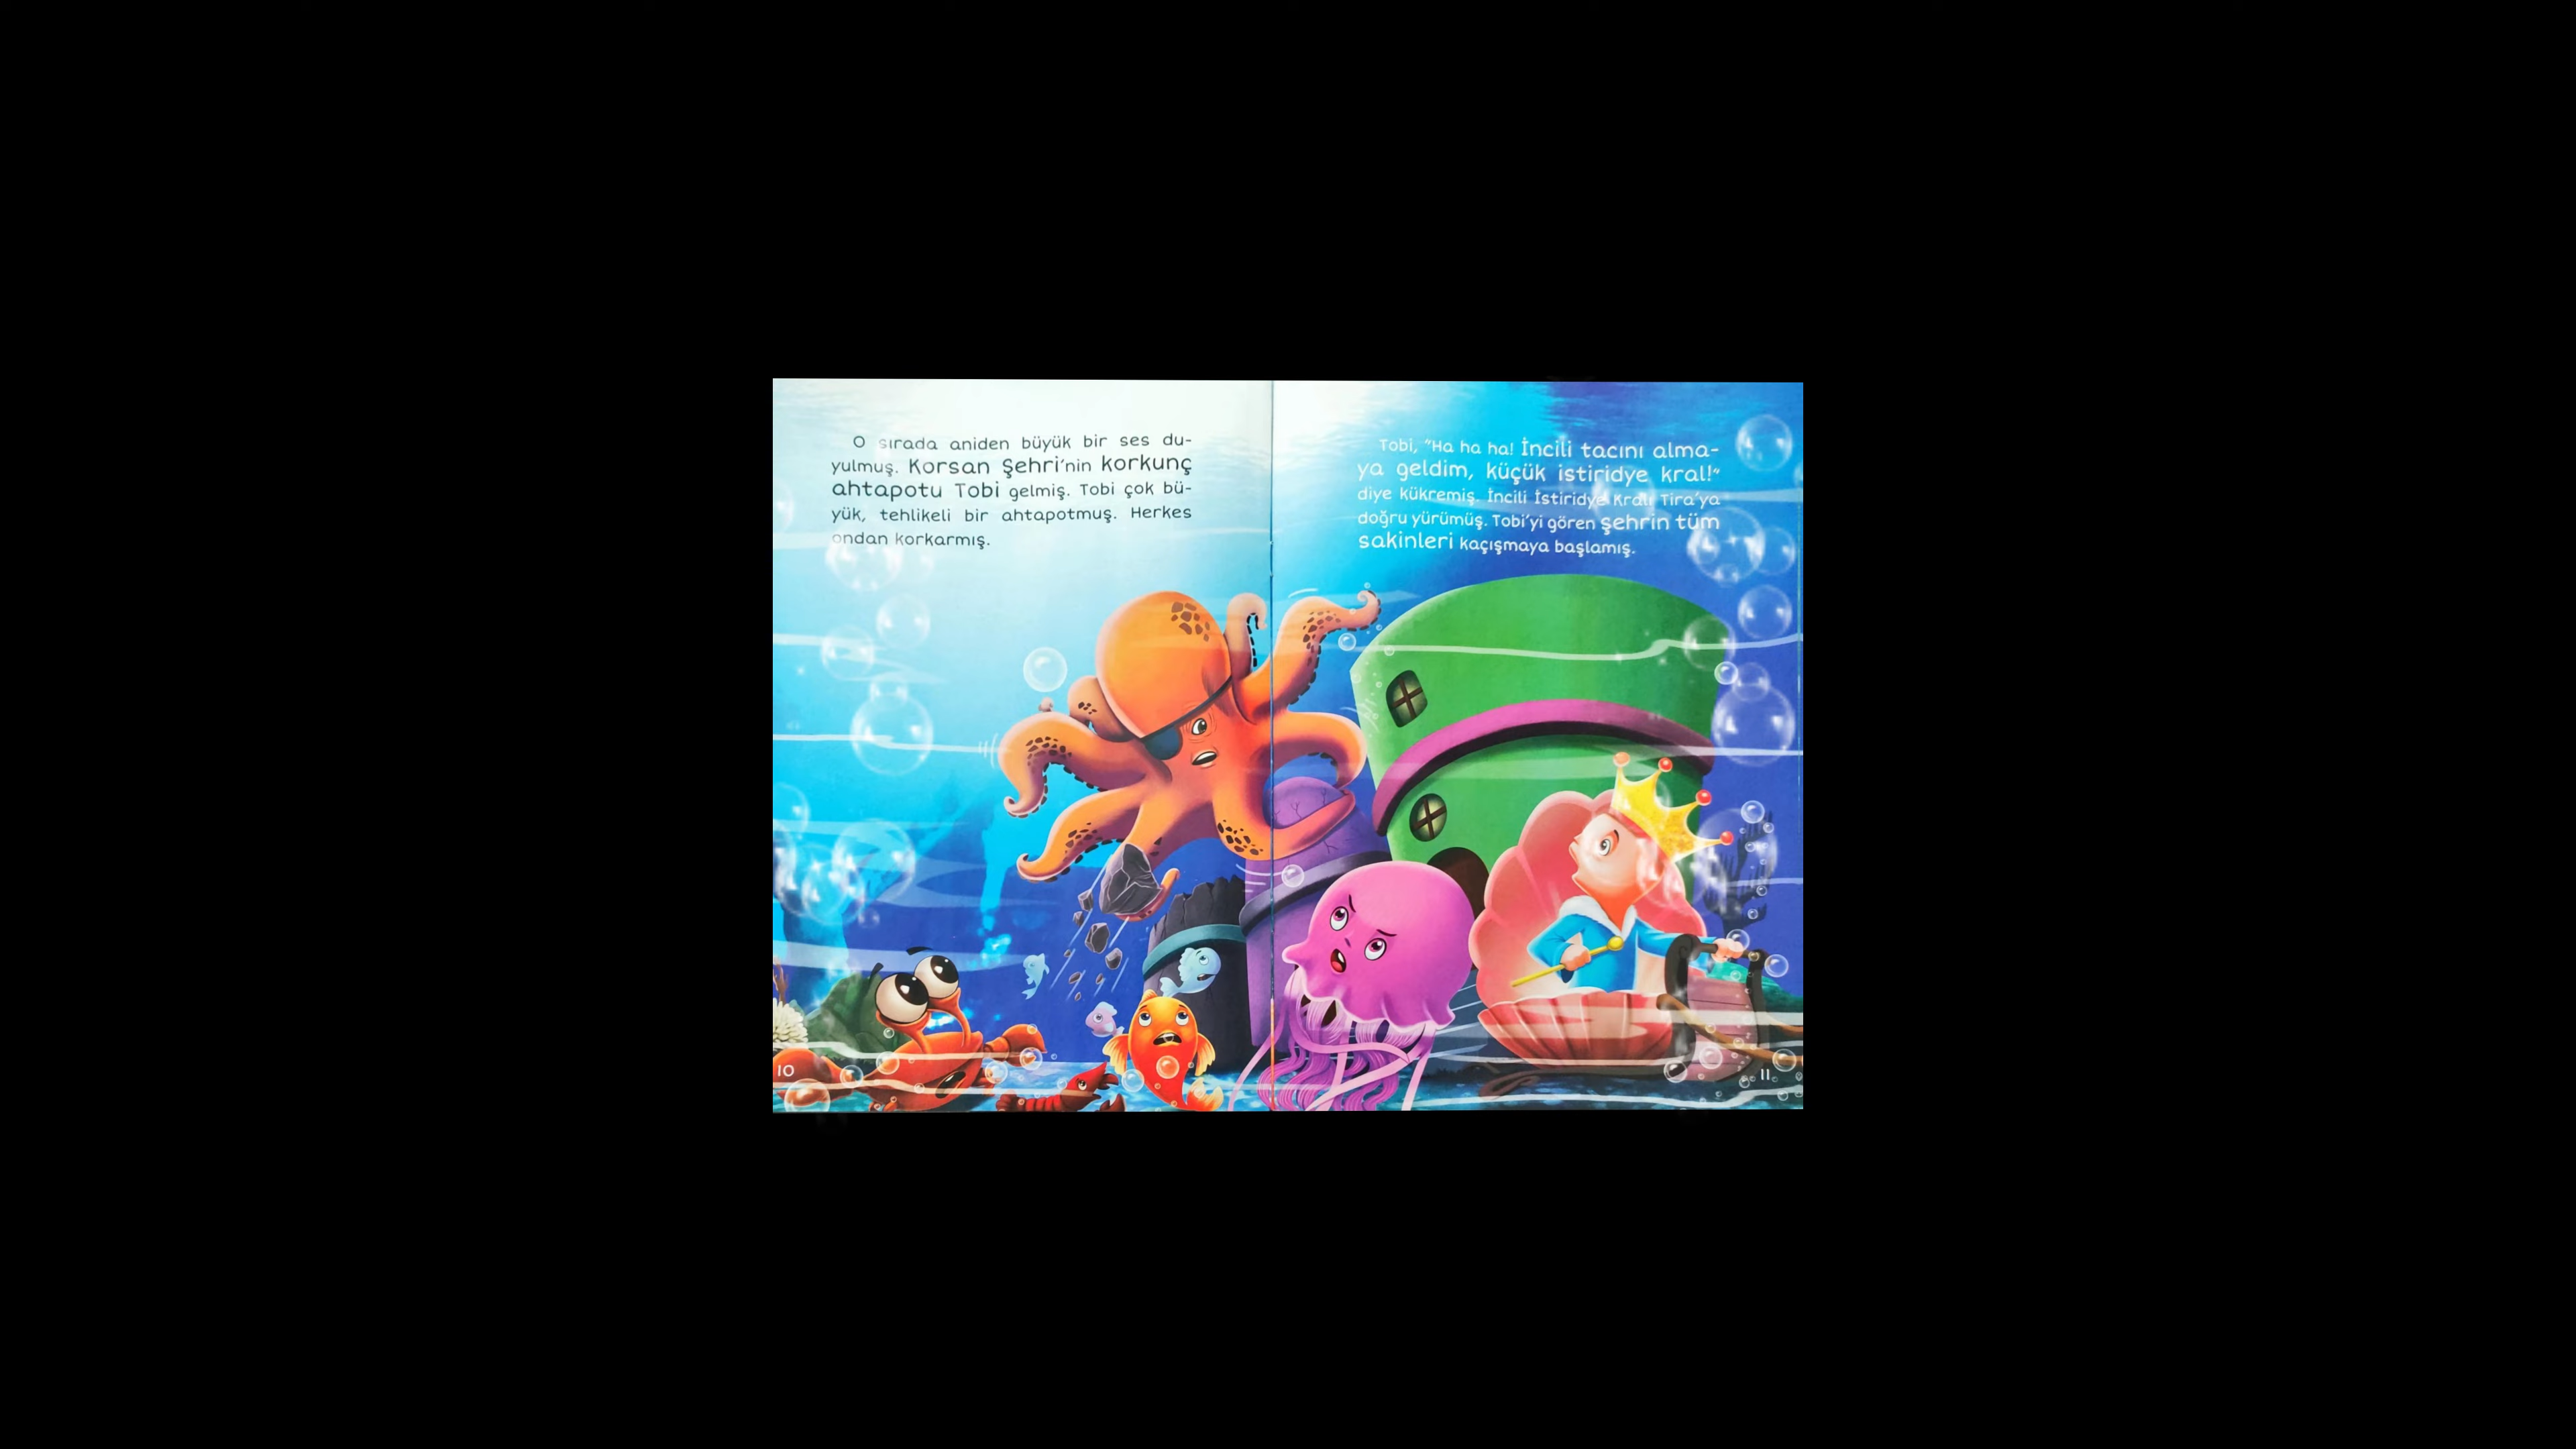 O sırada aniden büyük bir ses du-
yulmuş. Korsan Şehri'nin korkunç
ahtapotu Tobi gelmiş. Tobi çok bü-
yük, tehlikeli bir ahtapotmuş. Herkes
ondan korkarmış.
10
Tobi, "Ha ha ha! İncili tacını alma-
ya geldim, küçük istiridye kral!"
diye kükremiş. İncili İstiridye Kralı Tira'ya
doğru yürümüş. Tobi'yi gören şehrin tüm
sakinleri kaçışmaya başlamış.
11